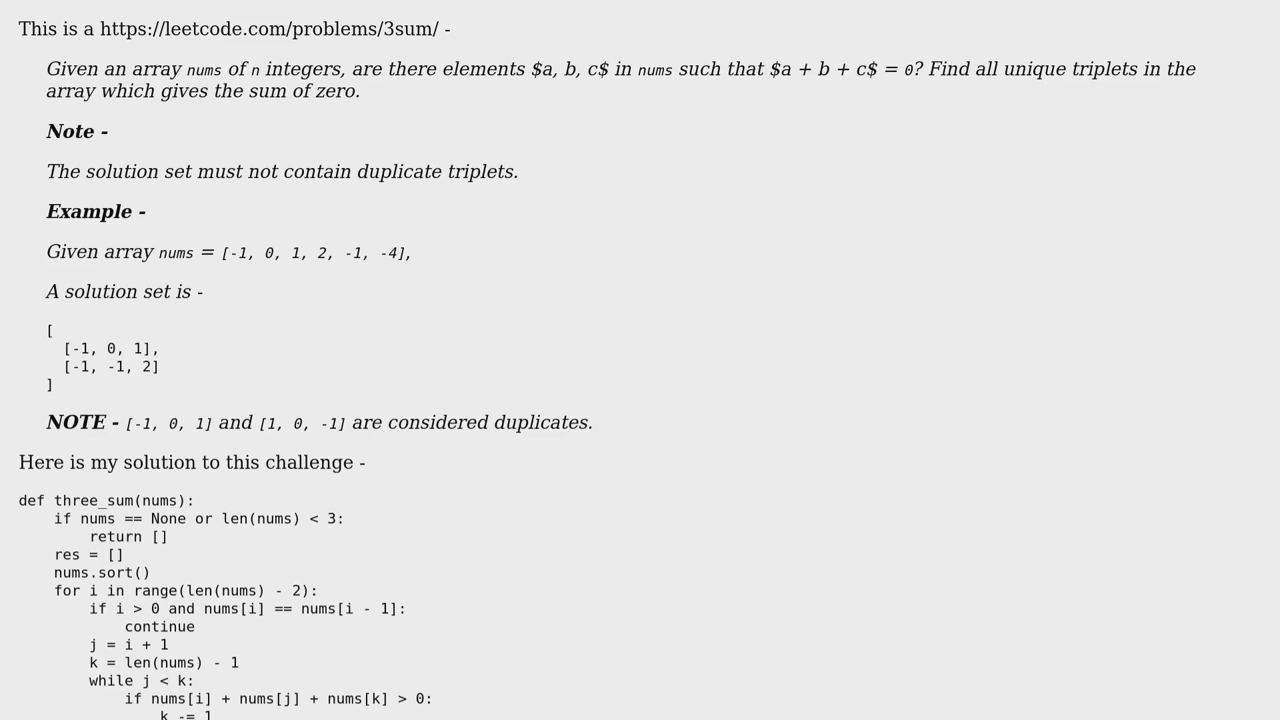 This is a https://leetcode.com/problems/3sum/ -
Given an array nums of n integers, are there elements $a, b, c$ in nums such that $a + b + c$ = 0? Find all unique triplets in the
array which gives the sum of zero.
Note -
The solution set must not contain duplicate triplets.
Example -
Given array nums = [-1, 0, 1, 2, -1, -4],
A solution set is -
[
  [-1, 0, 1],
  [-1, -1, 2]
]
NOTE - [-1, 0, 1] and [1, 0, -1] are considered duplicates.
Here is my solution to this challenge -
def three_sum(nums):
    if nums == None or len(nums) < 3:
        return []
    res = []
    nums.sort()
    for i in range(len(nums) - 2):
        if i > 0 and nums[i] == nums[i - 1]:
            continue
        j = i + 1
        k = len(nums) - 1
        while j < k:
            if nums[i] + nums[j] + nums[k] > 0:
                k -= 1